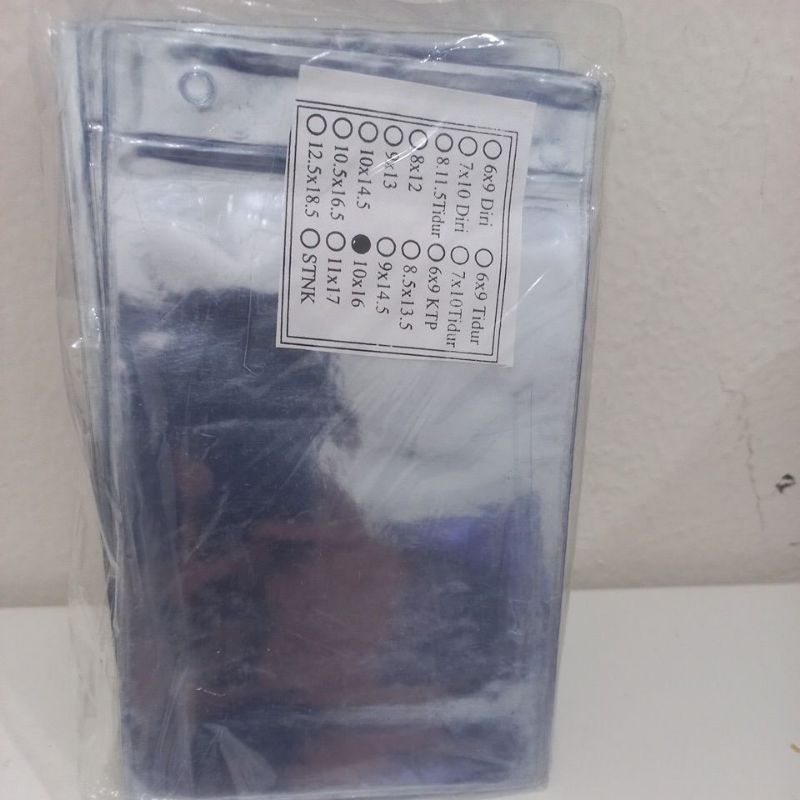 ○ 6x9 Diri ○ 6x9 Tidur
○ 7x10 Diri ○ 7x10Tidur
○ 8.11.5Tidur ○ 6x9 KTP
○ 8x12 ○ 8.5x13.5
○ 9x13 ○ 9x14.5
○ 10x14.5 ● 10x16
○ 10.5x16.5 ○ 11x17
○ 12.5x18.5 ○ STNK